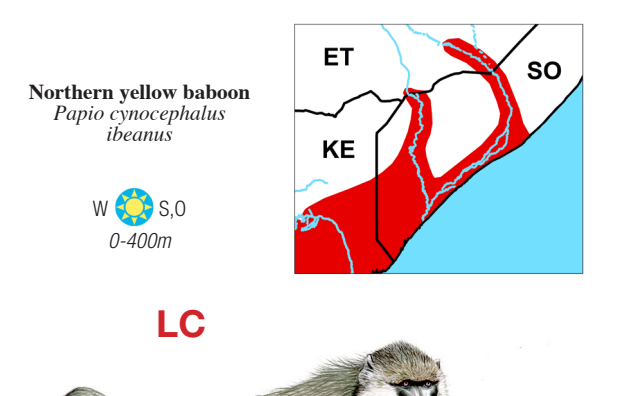 Northern yellow baboon
Papio cynocephalus
ibeanus
W S,O
0-400m
ET
SO
KE
LC